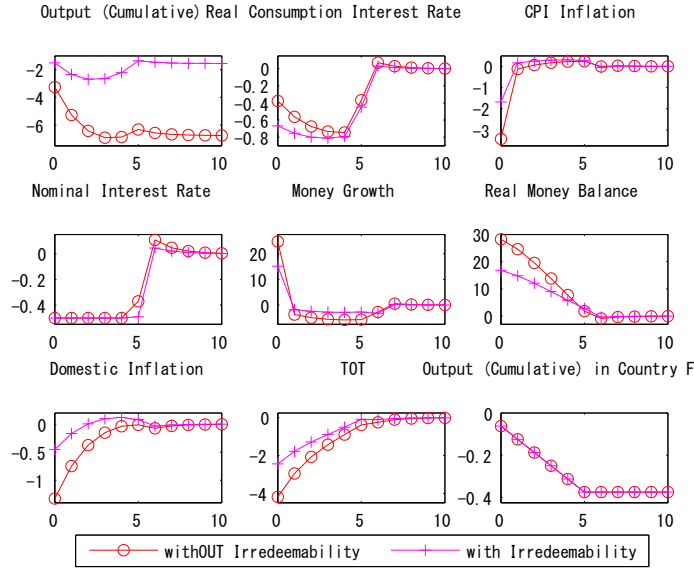 Output (Cumulative) Real Consumption Interest Rate CPI Inflation
-2
-4
-6
0 5 10
0
-0.2
-0.4
-0.6
-0.8
0 5 10
0
-1
-2
-3
0 5 10
Nominal Interest Rate Money Growth Real Money Balance
0
-0.2
-0.4
0 5 10
20
10
0
0 5 10
30
20
10
0
0 5 10
Domestic Inflation TOT Output (Cumulative) in Country F
0
-0.5
-1
0 5 10
0
-2
-4
0 5 10
0
-0.2
-0.4
0 5 10
withOUT Irredeemability with Irredeemability